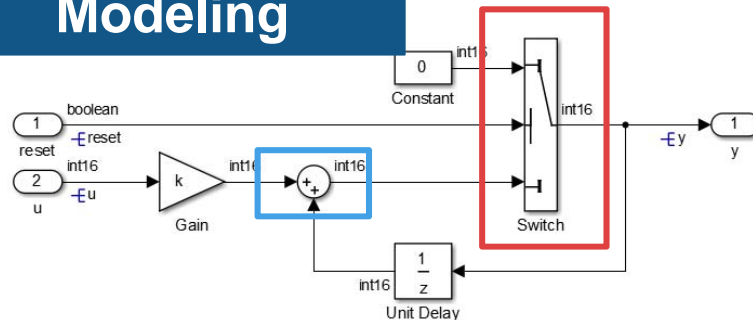 Modeling
int16
0
Constant
boolean
int16
1
reset
reset
y
1
y
int16
int16
int16
2
u
u
k
Gain
Switch
1
z
int16
Unit Delay